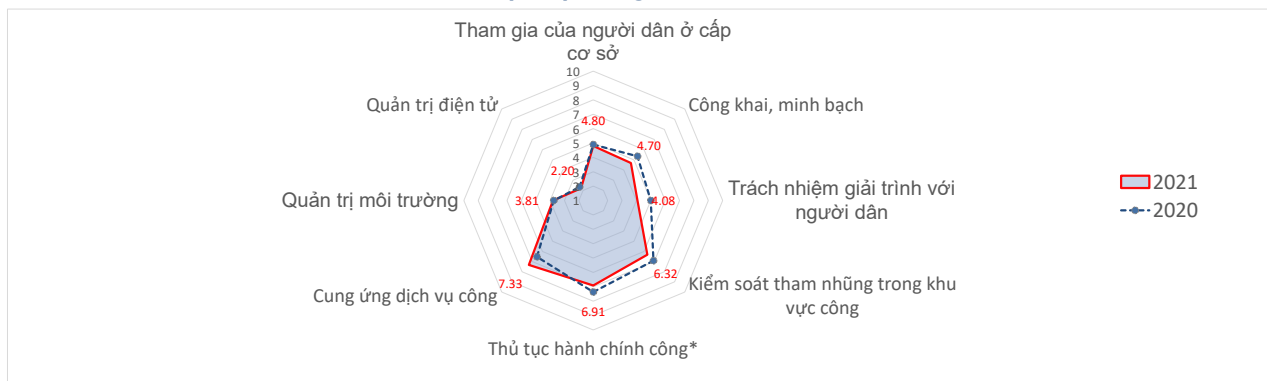 Tham gia của người dân ở cấp
cơ sở
10
9
8
7
6
5
4
3
2
1
4.80
Quản trị điện tử
Công khai, minh bạch
4.70
2.20
Quản trị môi trường
3.81
4.08
Trách nhiệm giải trình với
người dân
2021
2020
Cung ứng dịch vụ công
7.33
6.32
Kiểm soát tham nhũng trong khu
vực công
6.91
Thủ tục hành chính công*